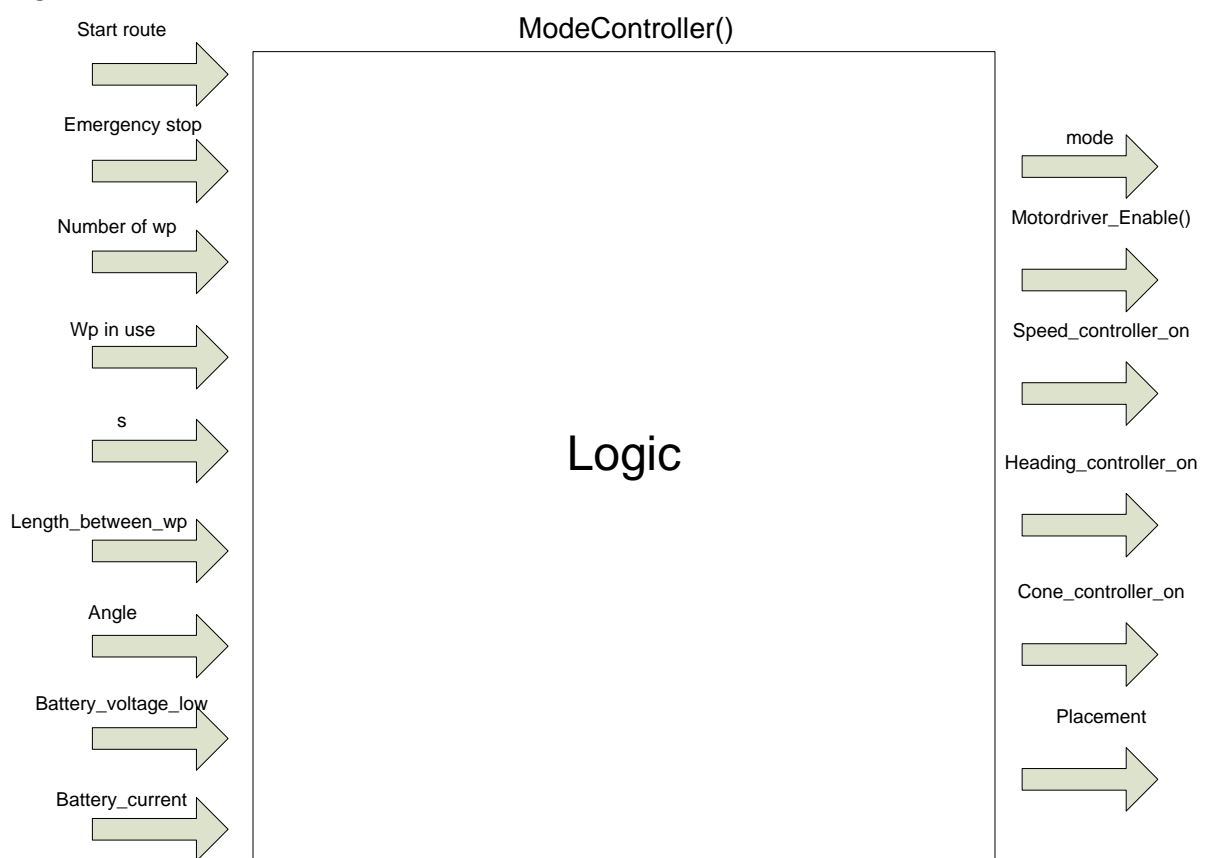 ModeController()
Start route
Emergency stop
Number of wp
Wp in use
s
Length_between_wp
Angle
Battery_voltage_low
Battery_current
Logic
mode
Motordriver_Enable()
Speed_controller_on
Heading_controller_on
Cone_controller_on
Placement